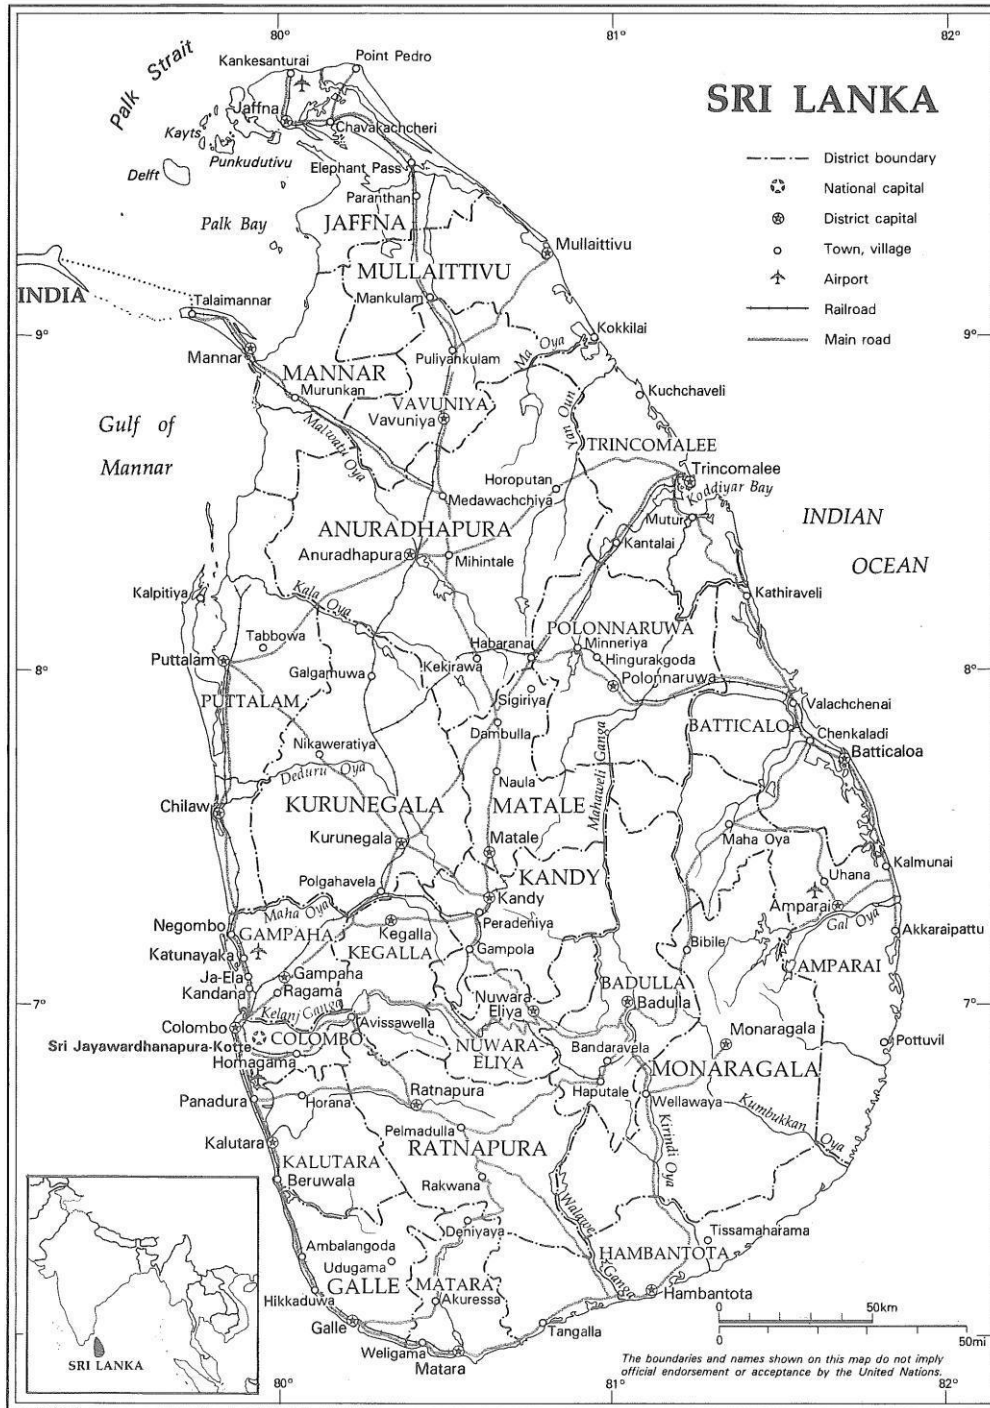 80°
81°
82°
SRI LANKA
District boundary
National capital
District capital
Town, village
Airport
Railroad
Main road
Palk Strait
Kankesanturai
Point Pedro
Jaffna
Kayts
Chavakachcheri
Punkudutivu
Delft
Elephant Pass
Paranthan
Palk Bay
JAFFNA
Mullaittivu
MULLAITTIVU
INDIA
Talaimannar
Mankulam
9°
9°
Kokkilai
Mannar
Puliyankulam
Ma Oya
MANNAR
Murunkan
Kuchchaveli
VAVUNIYA
Vavuniya
Yan Oun
Gulf of
Mannar
Malwatu Oya
TRINCOMALEE
Trincomalee
Horoputan
Koddiyar Bay
Medawachchiya
Mutur
INDIAN
OCEAN
ANURADHAPURA
Anuradhapura
Mihintale
Kantalai
Kalpitiya
Kala Oya
Kathiraveli
Tabbowa
POLONNARUWA
Habarana
Minneriya
Puttalam
Kekirawa
Hingurakgoda
8°
8°
Galgamuwa
Polonnaruwa
Sigiriya
PUTTALAM
Valachchenai
Dambulla
BATTICALOA
Chenkaladi
Nikaweratiya
Batticaloa
Deduru Oya
Naula
Mahaweli Ganga
Chilaw
KURUNEGALA
MATALE
Kurunegala
Matale
Maha Oya
Kalmunai
KANDY
Uhana
Polgahavela
Kandy
Amparai
Maha Oya
Negombo
Peradeniya
Gal Oya
GAMPAHA
Kegalla
Akkaraipattu
Katunayaka
KEGALLA
Gampola
Bibile
Ja-Ela
Gampaha
AMPARAI
Kandana
Ragama
BADULLA
7°
7°
Nuwara
Eliya
Badulla
Kelanj Ganga
Colombo
Avissawella
Monaragala
COLOMBO
Sri Jayawardhanapura-Kotte
NUWARA-
ELIYA
Bandaravela
Pottuvil
Homagama
MONARAGALA
Ratnapura
Haputale
Panadura
Horana
Wellawaya
Kumbukkan Oya
Pelmadulla
Kalutara
RATNAPURA
Kirindi Oya
KALUTARA
Beruwala
Rakwana
Walawe Ganga
Deniyaya
Tissamaharama
Ambalangoda
Udugama
HAMBANTOTA
GALLE
MATARA
Hikkaduwa
Akuressa
Hambantota
Galle
0
50km
Tangalla
Weligama
0
50mi
Matara
SRI LANKA
The boundaries and names shown on this map do not imply
official endorsement or acceptance by the United Nations.
80°
81°
82°